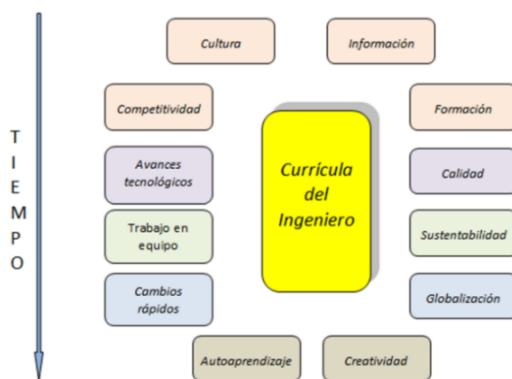 Cultura
Información
Competitividad
Formación
TIEMPO
Avances
tecnológicos
Currícula
del
Ingeniero
Calidad
Trabajo en
equipo
Sustentabilidad
Cambios
rápidos
Globalización
Autoaprendizaje
Creatividad